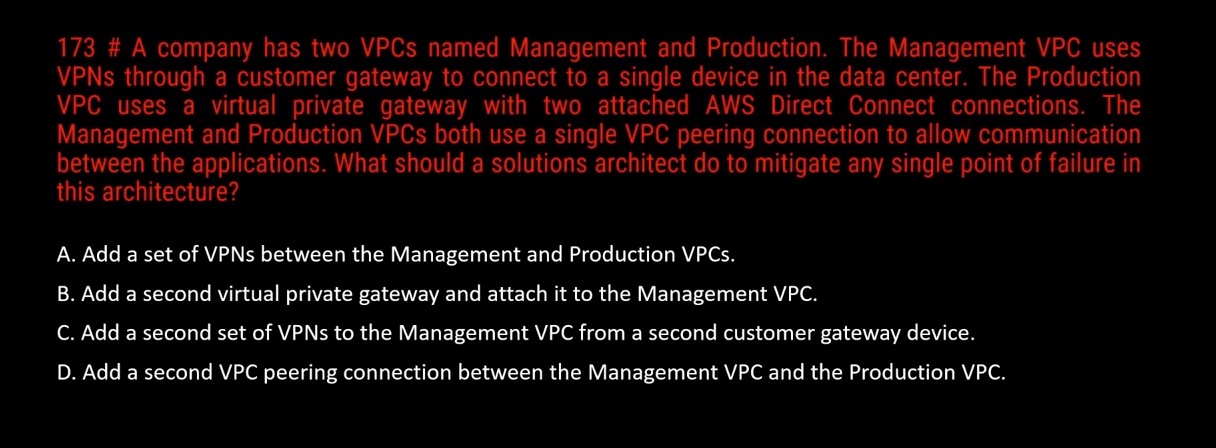 173 # A company has two VPCs named Management and Production. The Management VPC uses
VPNs through a customer gateway to connect to a single device in the data center. The Production
VPC uses a virtual private gateway with two attached AWS Direct Connect connections. The
Management and Production VPCs both use a single VPC peering connection to allow communication
between the applications. What should a solutions architect do to mitigate any single point of failure in
this architecture?
A. Add a set of VPNs between the Management and Production VPCs.
B. Add a second virtual private gateway and attach it to the Management VPC.
C. Add a second set of VPNs to the Management VPC from a second customer gateway device.
D. Add a second VPC peering connection between the Management VPC and the Production VPC.